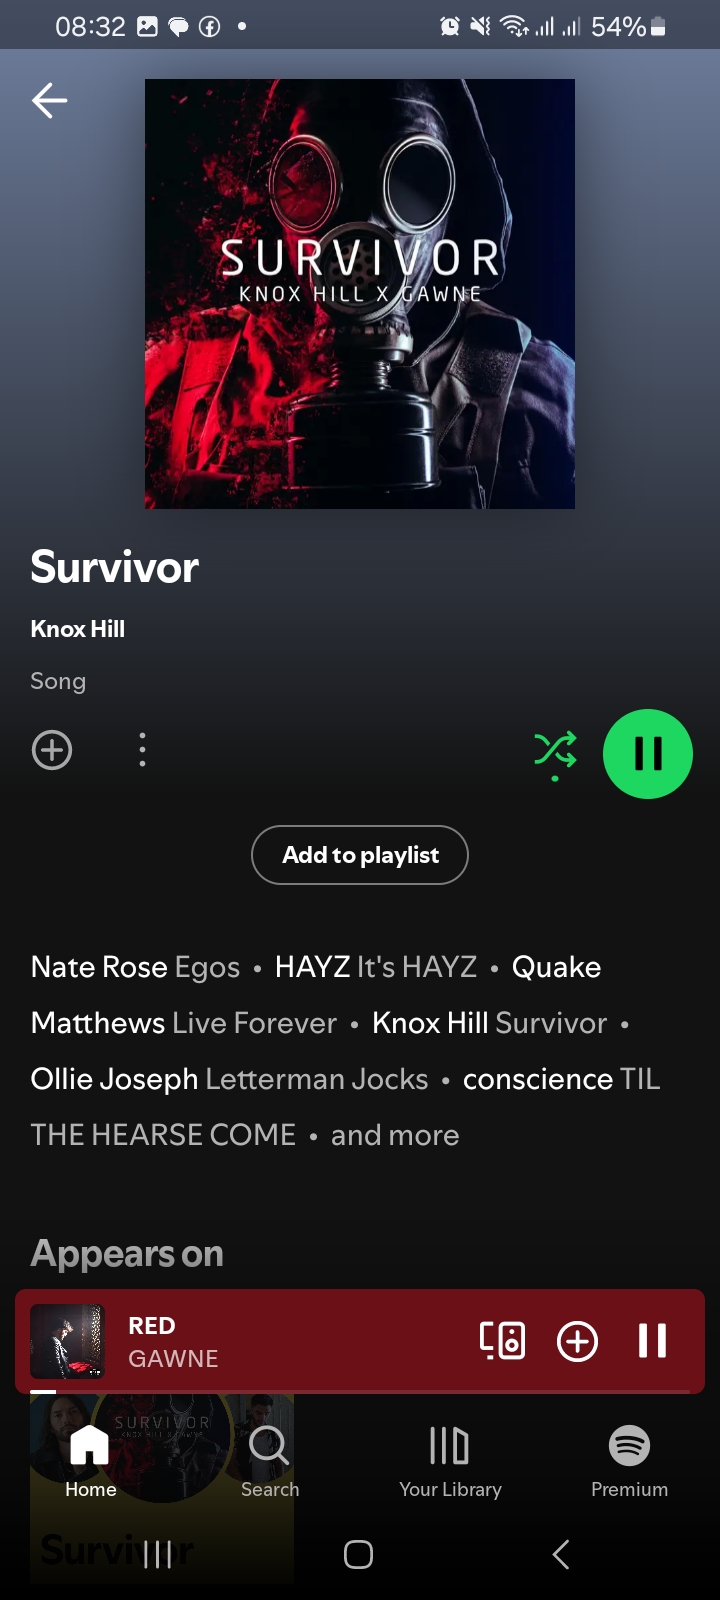 08:32 54%
SURVIVOR
KNOX HILL X GAWNE
Survivor
Knox Hill
Song
Add to playlist
Nate Rose Egos • HAYZ It's HAYZ • Quake
Matthews Live Forever • Knox Hill Survivor •
Ollie Joseph Letterman Jocks • conscience TIL
THE HEARSE COME • and more
Appears on
RED
GAWNE
SURVIVOR
KNOX HILL X GAWNE
Home Search Your Library Premium
Survivor